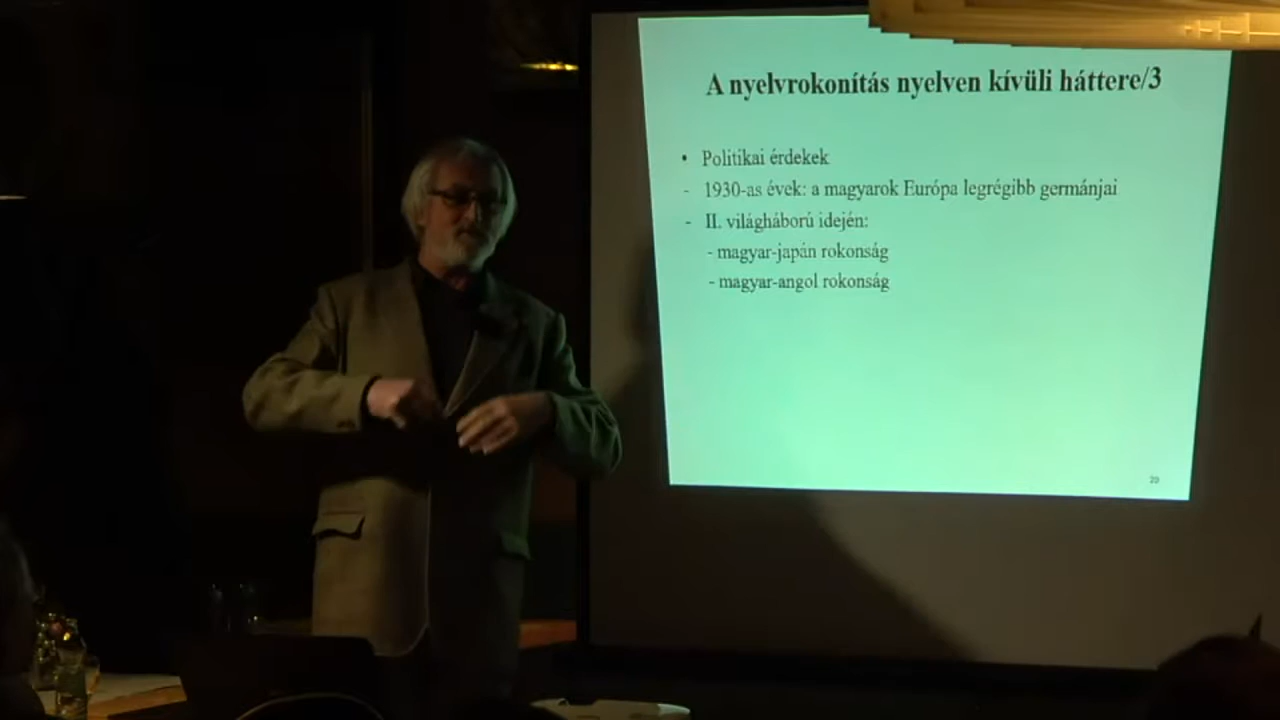 A nyelvrokonítás nyelven kívüli háttere/3
• Politikai érdekek
- 1930-as évek: a magyarok Európa legrégibb germánjai
- II. világháború idején:
- magyar-japán rokonság
- magyar-angol rokonság
20